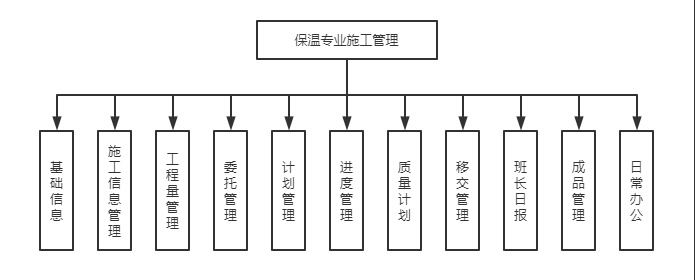 保温专业施工管理
基础信息
施工信息管理
工程量管理
委托管理
计划管理
进度管理
质量计划
移交管理
班长日报
成品管理
日常办公